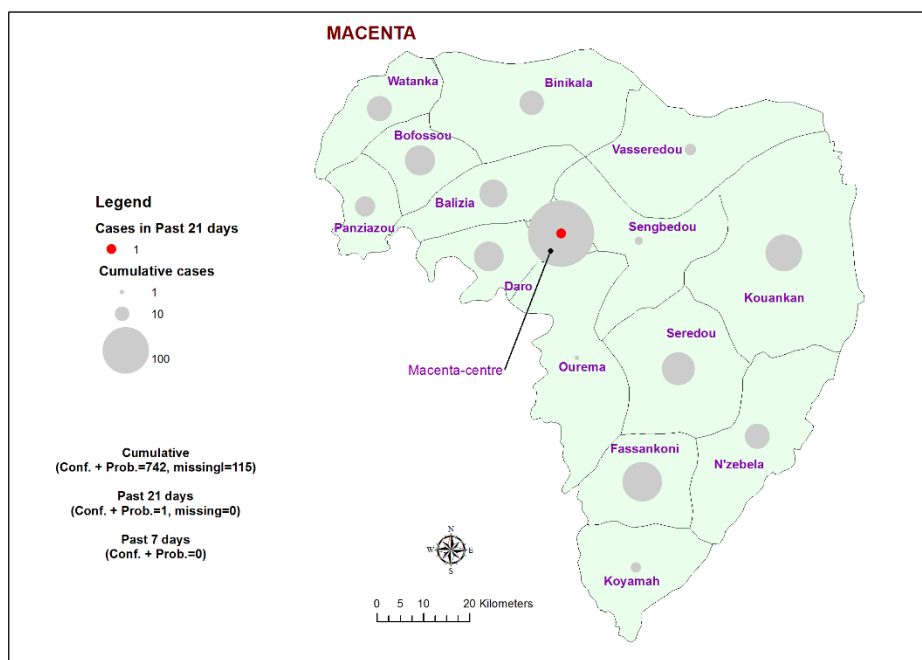 MACENTA
Watanka
Binikala
Bofossou
Vasseredou
Balizia
Panziazou
Sengbedou
Daro
Kouankan
Seredou
Macenta-centre
Ourema
Fassankoni
N'zebela
Koyamah
Legend
Cases in Past 21 days
1
Cumulative cases
1
10
100
Cumulative
(Conf. + Prob.=742, missingl=115)
Past 21 days
(Conf. + Prob.=1, missing=0)
Past 7 days
(Conf. + Prob.=0)
N
W E
S
0 5 10 20 Kilometers